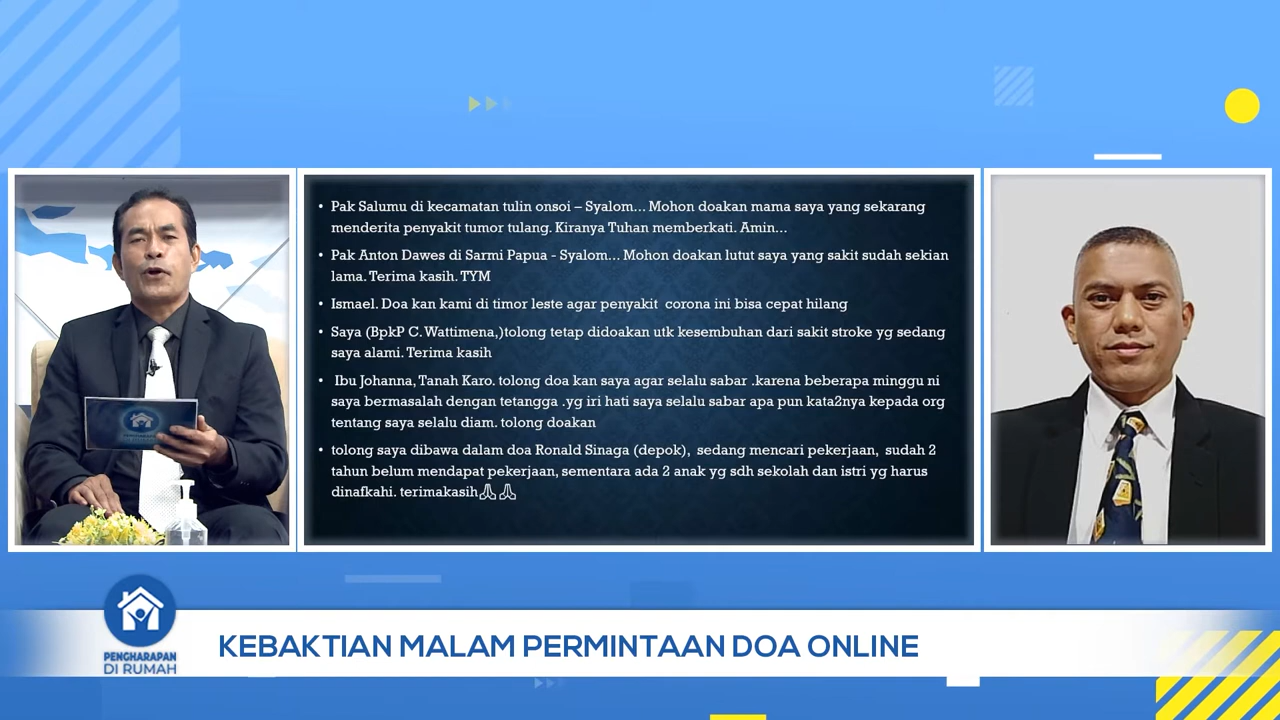 Pak Salumu di kecamatan tulin onsoi – Syalom... Mohon doakan mama saya yang sekarang
menderita penyakit tumor tulang. Kiranya Tuhan memberkati. Amin...
Pak Anton Dawes di Sarmi Papua - Syalom... Mohon doakan lutut saya yang sakit sudah sekian
lama. Terima kasih. TYM
Ismael. Doa kan kami di timor leste agar penyakit corona ini bisa cepat hilang
Saya (BpkP C. Wattimena,)tolong tetap didoakan utk kesembuhan dari sakit stroke yg sedang
saya alami. Terima kasih
Ibu Johanna, Tanah Karo. tolong doa kan saya agar selalu sabar .karena beberapa minggu ni
saya bermasalah dengan tetangga .yg iri hati saya selalu sabar apa pun kata2nya kepada org
tentang saya selalu diam. tolong doakan
tolong saya dibawa dalam doa Ronald Sinaga (depok), sedang mencari pekerjaan, sudah 2
tahun belum mendapat pekerjaan, sementara ada 2 anak yg sdh sekolah dan istri yg harus
dinafkahi. terimakasih🙏🙏
PENGHARAPAN
DI RUMAH
KEBAKTIAN MALAM PERMINTAAN DOA ONLINE